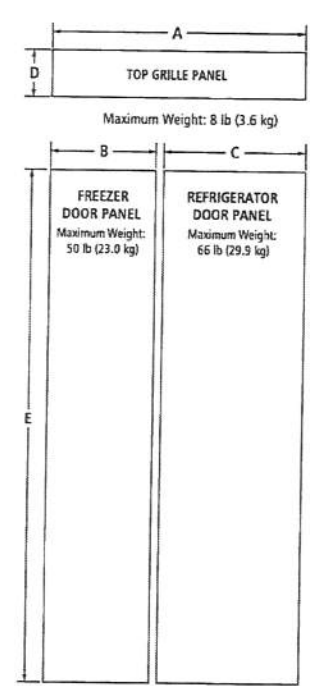 A
D
TOP GRILLE PANEL
Maximum Weight: 8 lb (3.6 kg)
B
C
FREEZER
DOOR PANEL
Maximum Weight:
50 lb (23.0 kg)
REFRIGERATOR
DOOR PANEL
Maximum Weight:
66 lb (29.9 kg)
E